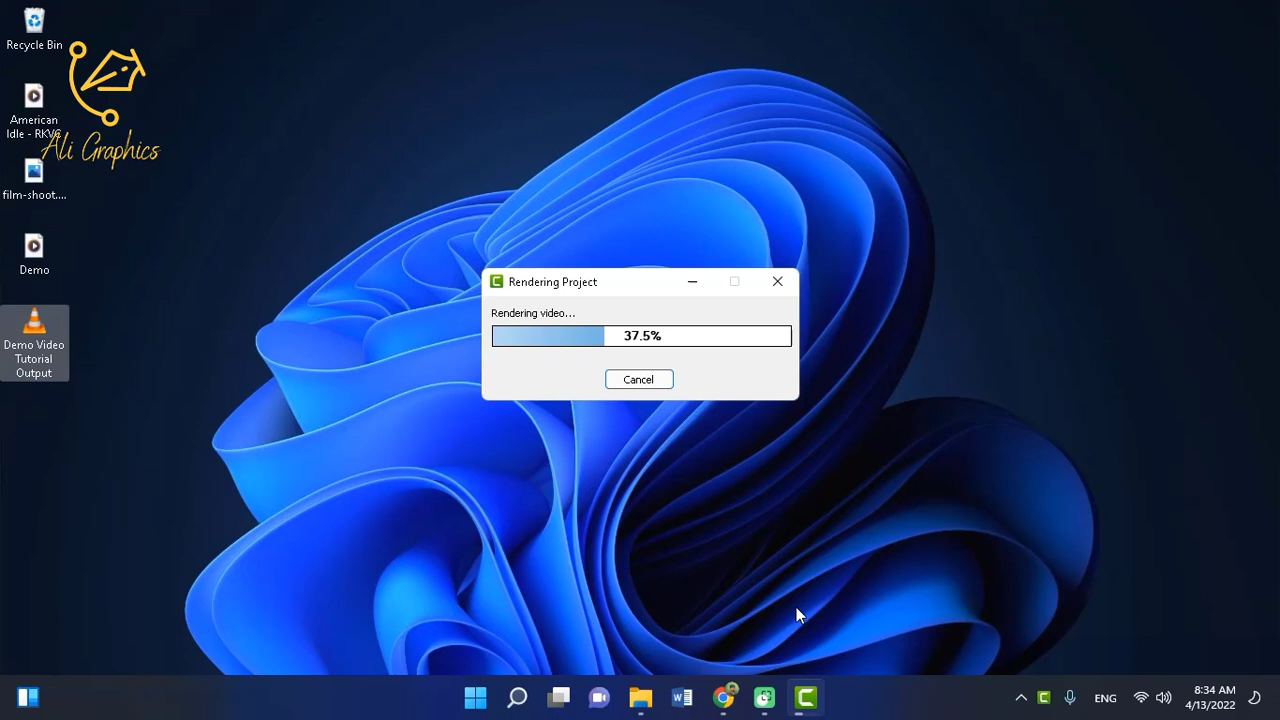 Recycle Bin
American
Idle - RKVC
Ali Graphics
film-shoot....
Demo
Demo Video
Tutorial
Output
Rendering Project
Rendering video...
37.5%
Cancel
ENG
8:34 AM
4/13/2022